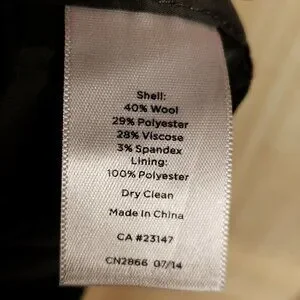 Shell:
40% Wool
29% Polyester
28% Viscose
3% Spandex
Lining:
100% Polyester
Dry Clean
Made In China
CA #23147
CN2866 07/14